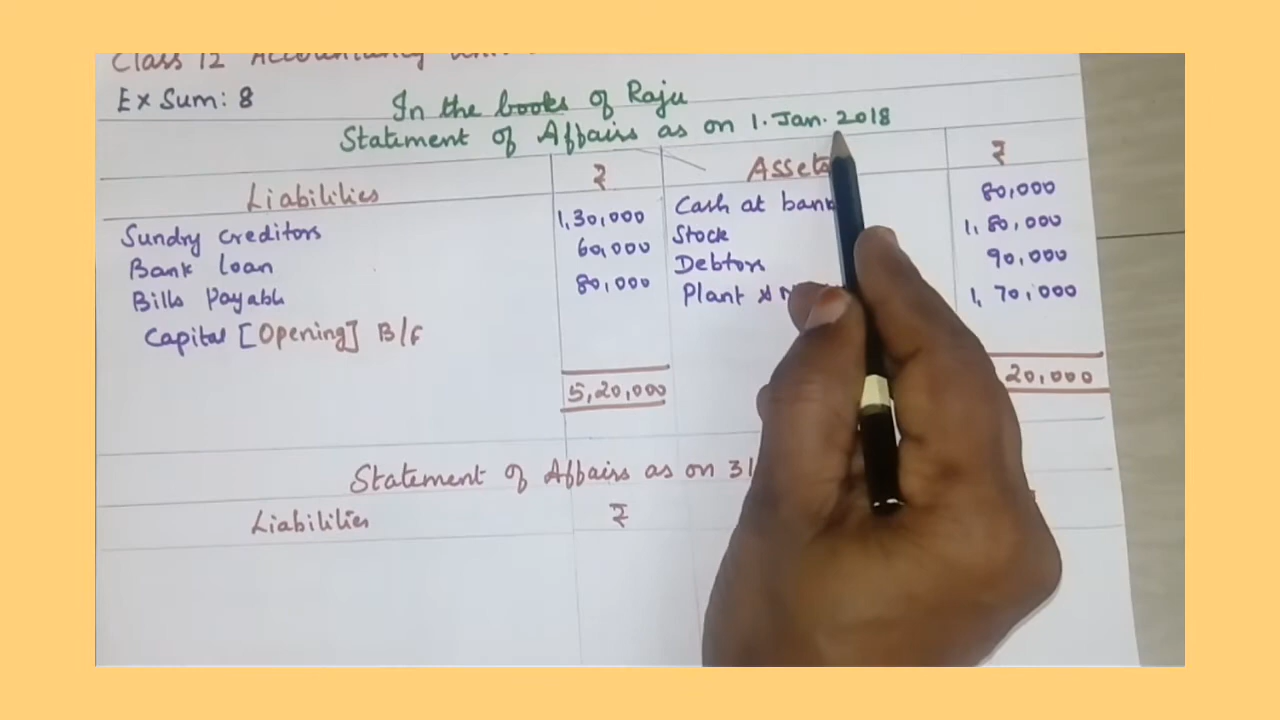 Class 12 Accountancy
Ex Sum: 8
In the books of Raju
Statement of Affairs as on 1. Jan. 2018
Liabilities ₹ Assets ₹
Sundry Creditors 1,30,000 Cash at bank 80,000
Bank loan 60,000 Stock 1,80,000
Bills Payable 80,000 Debtors 90,000
Capital [Opening] B/F Plant & 1,70,000
5,20,000 20,000
Statement of Affairs as on 31
Liabilities ₹